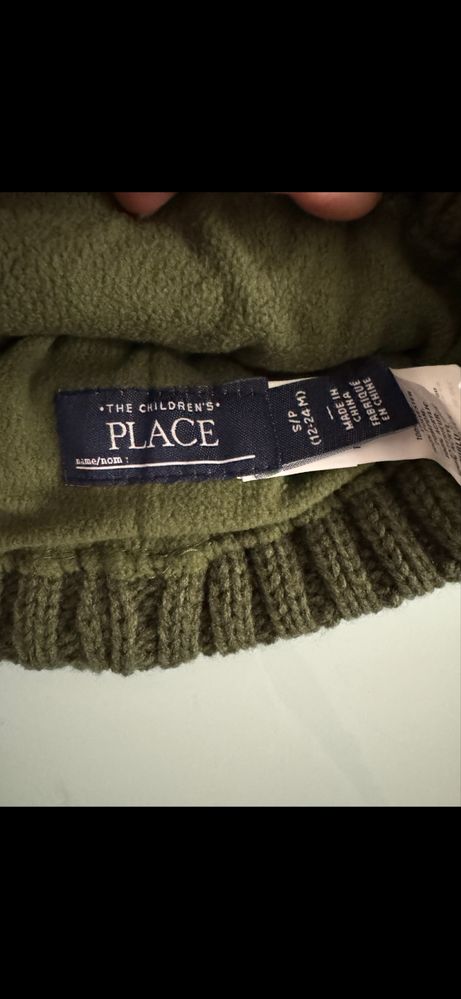 •THE CHILDREN'S•
PLACE
name/nom :
S/P
(12-24 M)
MADE IN
CHINA
FABRIQUÉ
EN CHINE